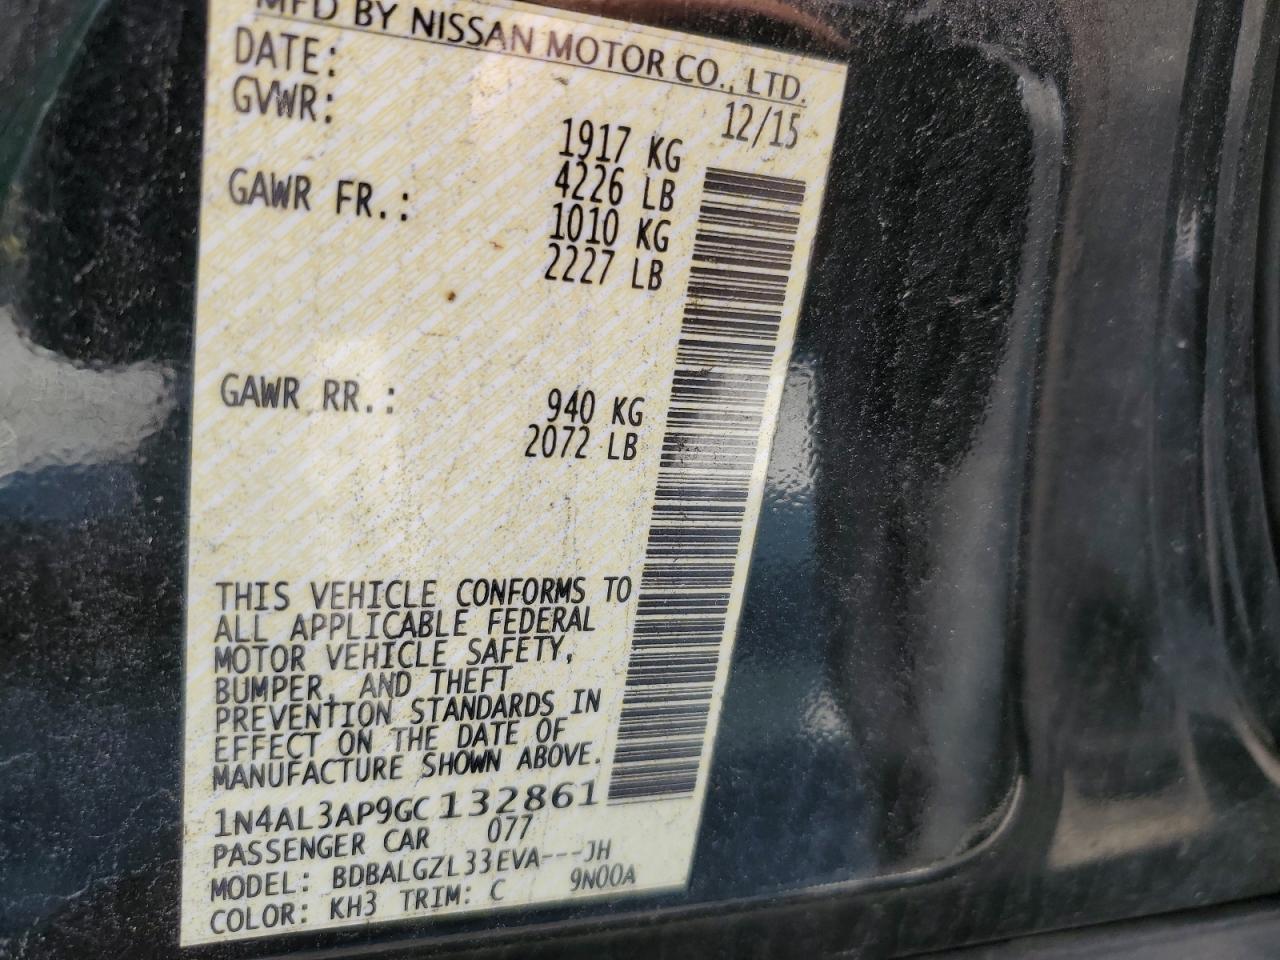 MFD BY NISSAN MOTOR CO., LTD.
DATE: 12/15
GVWR: 1917 KG
4226 LB
GAWR FR.: 1010 KG
2227 LB
GAWR RR.: 940 KG
2072 LB
THIS VEHICLE CONFORMS TO
ALL APPLICABLE FEDERAL
MOTOR VEHICLE SAFETY,
BUMPER, AND THEFT
PREVENTION STANDARDS IN
EFFECT ON THE DATE OF
MANUFACTURE SHOWN ABOVE.
1N4AL3AP9GC132861
PASSENGER CAR 077
MODEL: BDBALGZL33EVA---JH
COLOR: KH3 TRIM: C 9N00A